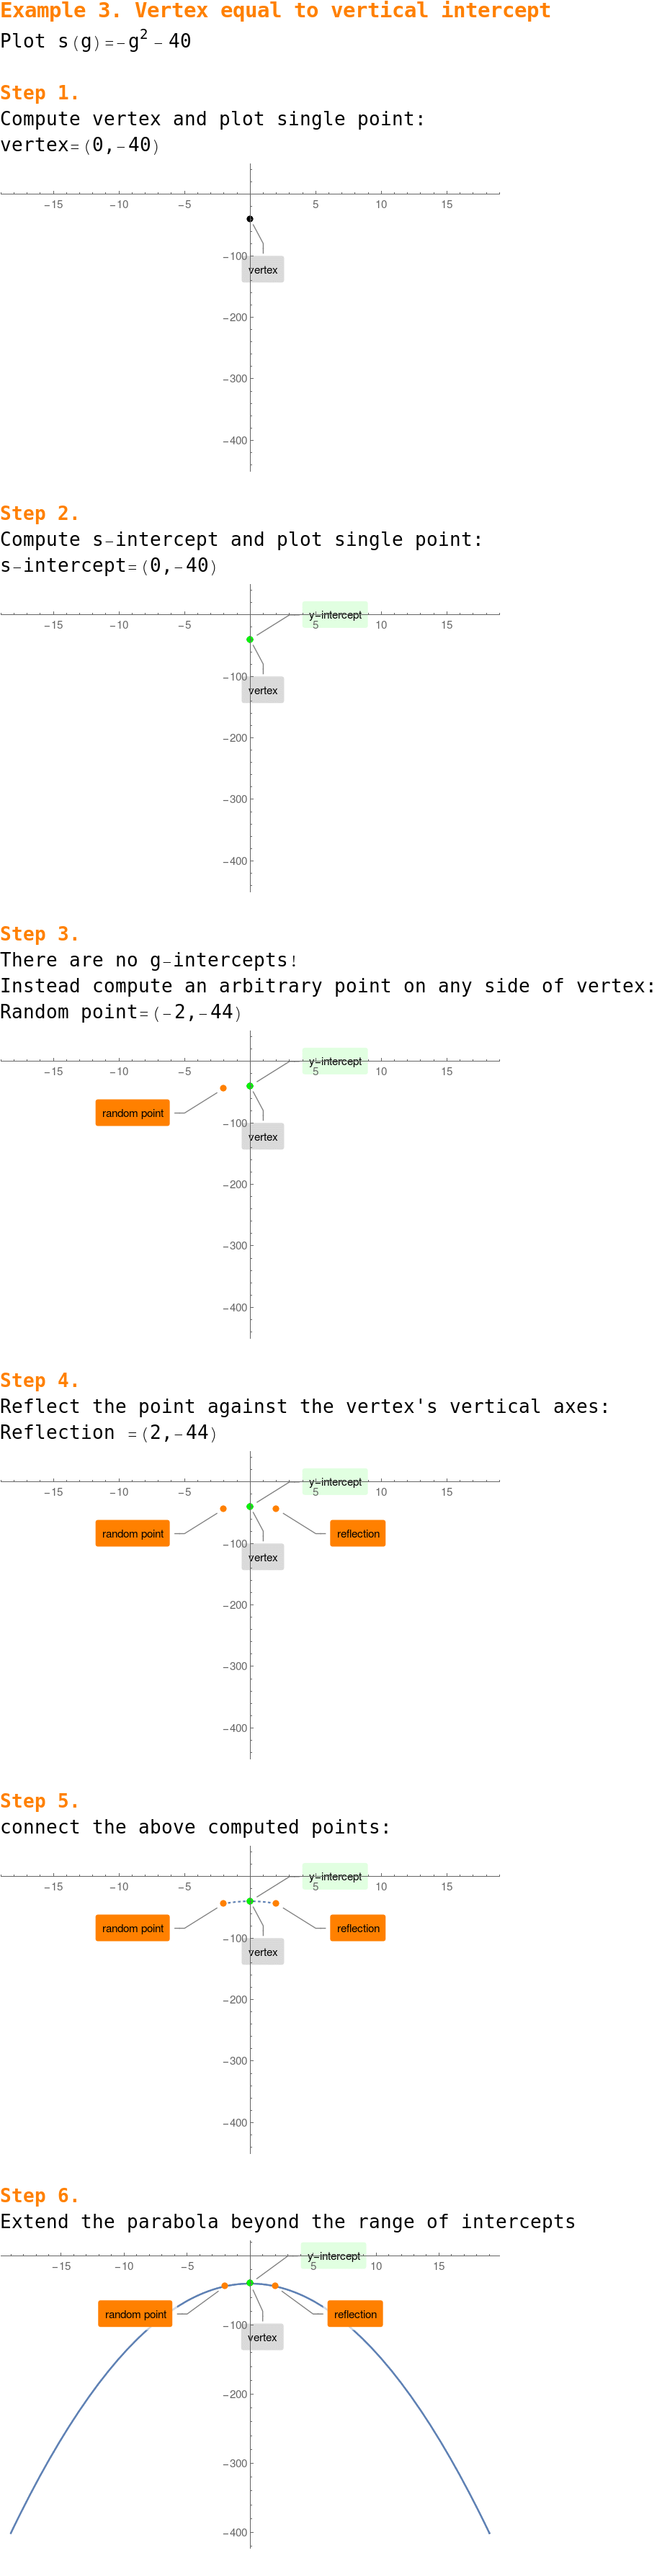 Example 3. Vertex equal to vertical intercept
Plot s(g)=-g² - 40
Step 1.
Compute vertex and plot single point:
vertex=(0,-40)
-15 -10 -5 5 10 15
-100
vertex
-200
-300
-400
Step 2.
Compute s-intercept and plot single point:
s-intercept=(0,-40)
y-intercept
-15 -10 -5 5 10 15
-100
vertex
-200
-300
-400
Step 3.
There are no g-intercepts!
Instead compute an arbitrary point on any side of vertex:
Random point=(-2,-44)
y-intercept
-15 -10 -5 5 10 15
random point
-100
vertex
-200
-300
-400
Step 4.
Reflect the point against the vertex's vertical axes:
Reflection =(2,-44)
y-intercept
-15 -10 -5 5 10 15
random point reflection
-100
vertex
-200
-300
-400
Step 5.
connect the above computed points:
y-intercept
-15 -10 -5 5 10 15
random point reflection
-100
vertex
-200
-300
-400
Step 6.
Extend the parabola beyond the range of intercepts
y-intercept
-15 -10 -5 5 10 15
random point reflection
-100
vertex
-200
-300
-400